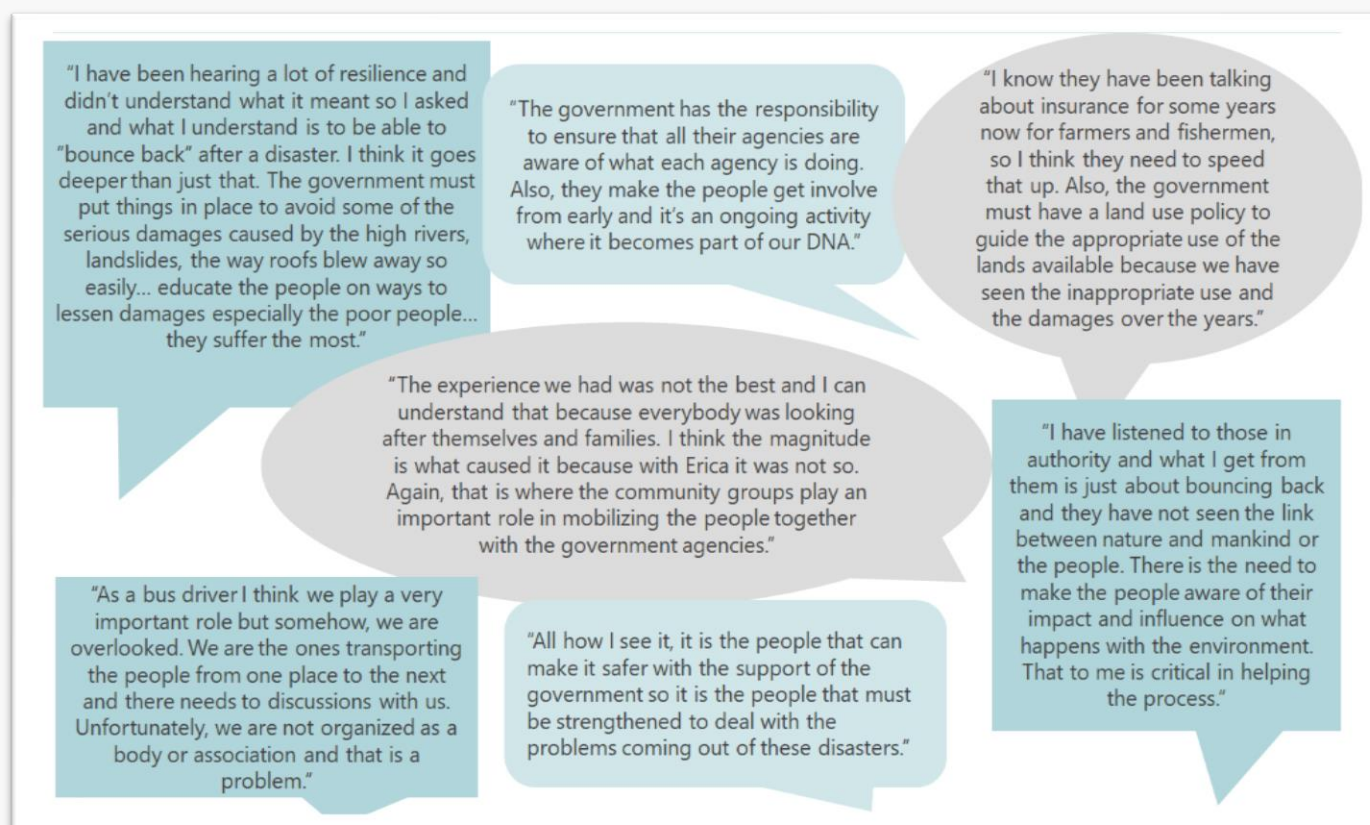 "I have been hearing a lot of resilience and
didn't understand what it meant so I asked
and what I understand is to be able to
"bounce back" after a disaster. I think it goes
deeper than just that. The government must
put things in place to avoid some of the
serious damages caused by the high rivers,
landslides, the way roofs blew away so
easily... educate the people on ways to
lessen damages especially the poor people...
they suffer the most."
"The government has the responsibility
to ensure that all their agencies are
aware of what each agency is doing.
Also, they make the people get involve
from early and it's an ongoing activity
where it becomes part of our DNA."
"I know they have been talking
about insurance for some years
now for farmers and fishermen,
so I think they need to speed
that up. Also, the government
must have a land use policy to
guide the appropriate use of the
lands available because we have
seen the inappropriate use and
the damages over the years."
"The experience we had was not the best and I can
understand that because everybody was looking
after themselves and families. I think the magnitude
is what caused it because with Erica it was not so.
Again, that is where the community groups play an
important role in mobilizing the people together
with the government agencies."
"I have listened to those in
authority and what I get from
them is just about bouncing back
and they have not seen the link
between nature and mankind or
the people. There is the need to
make the people aware of their
impact and influence on what
happens with the environment.
That to me is critical in helping
the process."
"As a bus driver I think we play a very
important role but somehow, we are
overlooked. We are the ones transporting
the people from one place to the next
and there needs to discussions with us.
Unfortunately, we are not organized as a
body or association and that is a
problem."
"All how I see it, it is the people that can
make it safer with the support of the
government so it is the people that must
be strengthened to deal with the
problems coming out of these disasters."